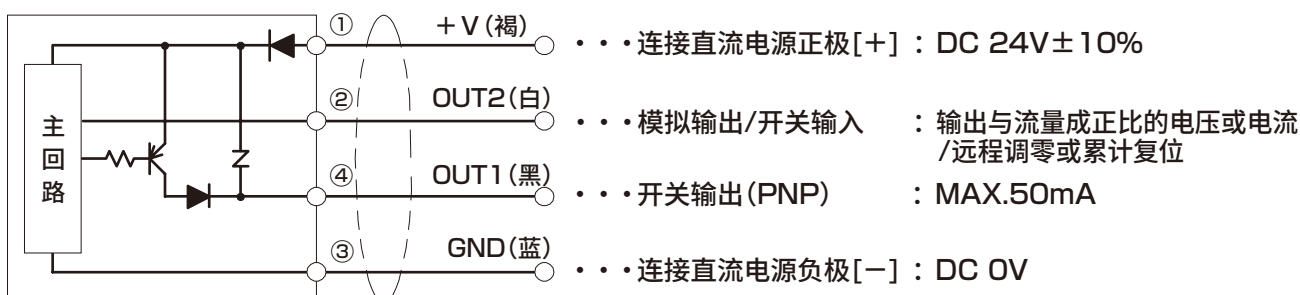 ① +V(褐) ・・・连接直流电源正极[+] : DC 24V±10%
② OUT2(白) ・・・模拟输出/开关输入 : 输出与流量成正比的电压或电流
/远程调零或累计复位
主回路
④ OUT1(黑) ・・・开关输出(PNP) : MAX.50mA
③ GND(蓝) ・・・连接直流电源负极[−] : DC 0V